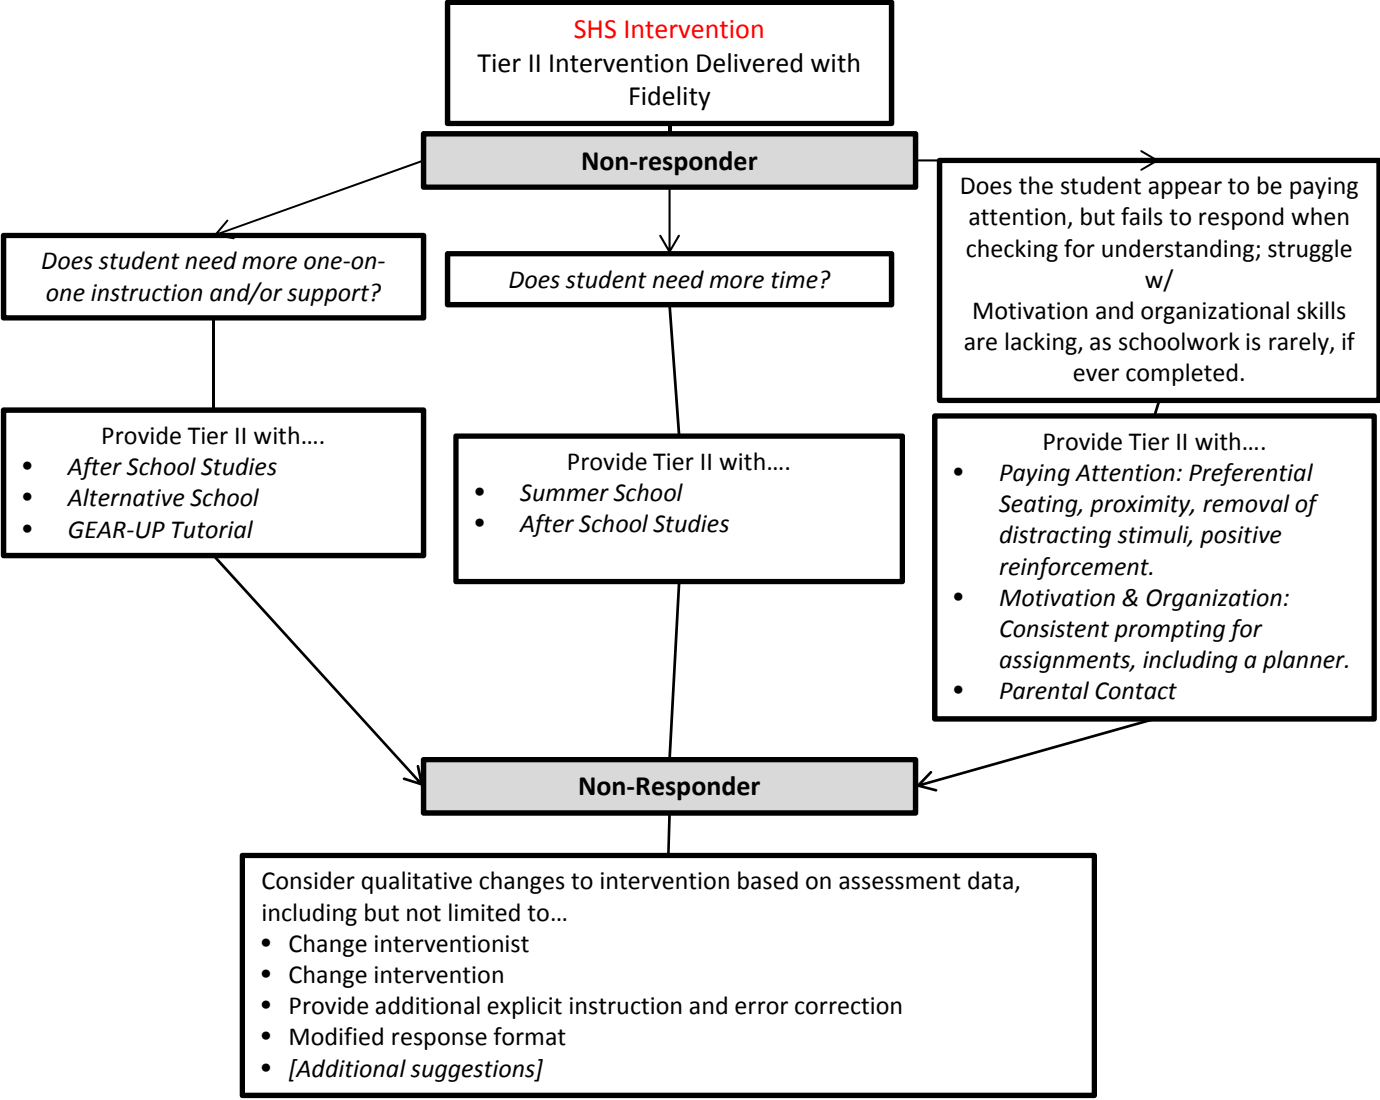 SHS Intervention
Tier II Intervention Delivered with
Fidelity
Non-responder
Does student need more one-on-
one instruction and/or support?
Does student need more time?
Does the student appear to be paying
attention, but fails to respond when
checking for understanding; struggle
w/
Motivation and organizational skills
are lacking, as schoolwork is rarely, if
ever completed.
Provide Tier II with....
• After School Studies
• Alternative School
• GEAR-UP Tutorial
Provide Tier II with....
• Summer School
• After School Studies
Provide Tier II with....
• Paying Attention: Preferential
Seating, proximity, removal of
distracting stimuli, positive
reinforcement.
• Motivation & Organization:
Consistent prompting for
assignments, including a planner.
• Parental Contact
Non-Responder
Consider qualitative changes to intervention based on assessment data,
including but not limited to…
• Change interventionist
• Change intervention
• Provide additional explicit instruction and error correction
• Modified response format
• [Additional suggestions]